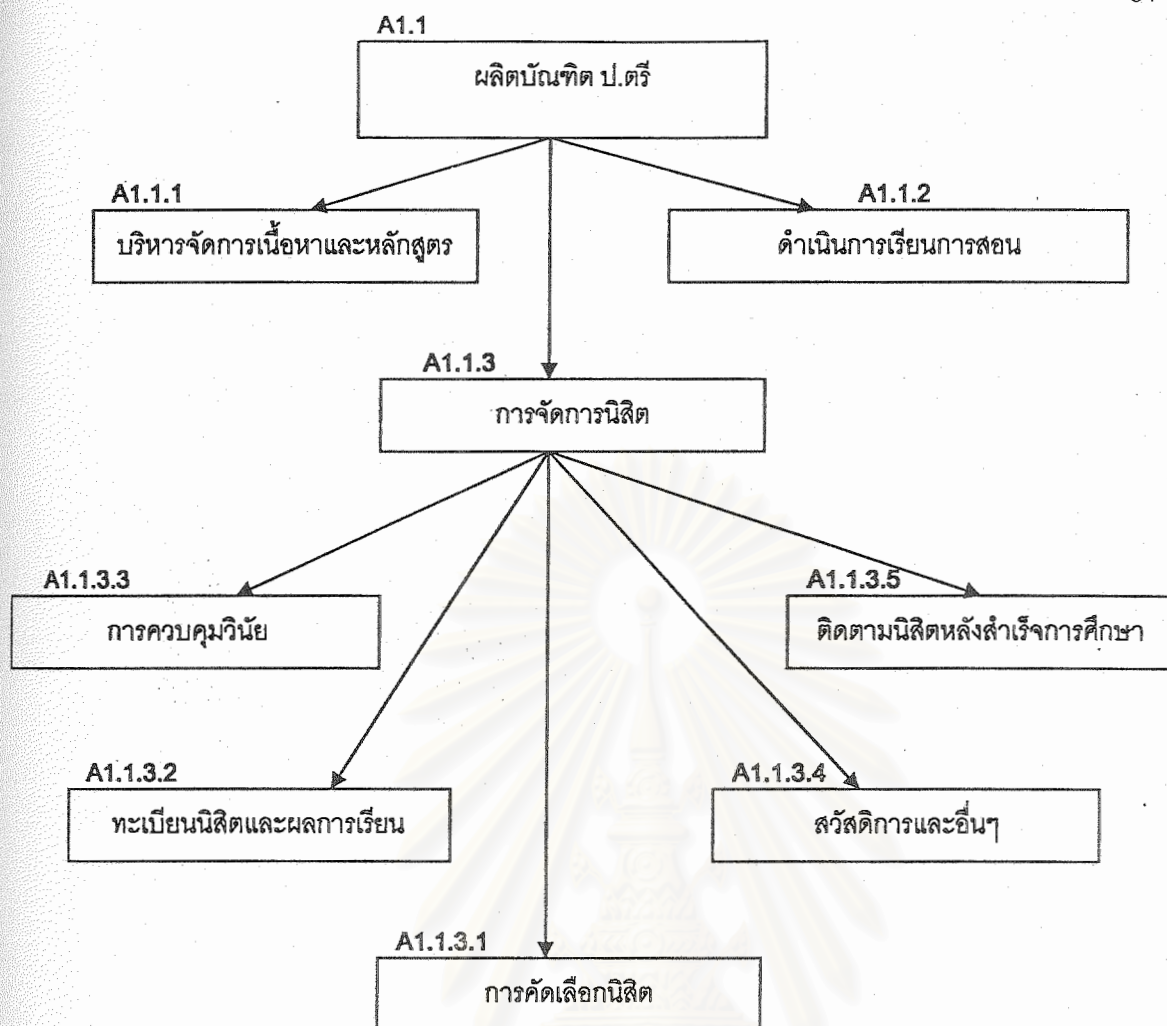 A1.1
ผลิตบัณฑิต ป.ตรี
A1.1.1
บริหารจัดการเนื้อหาและหลักสูตร
A1.1.2
ดำเนินการเรียนการสอน
A1.1.3
การจัดการนิสิต
A1.1.3.3
การควบคุมวินัย
A1.1.3.5
ติดตามนิสิตหลังสำเร็จการศึกษา
A1.1.3.2
ทะเบียนนิสิตและผลการเรียน
A1.1.3.4
สวัสดิการและอื่นๆ
A1.1.3.1
การคัดเลือกนิสิต